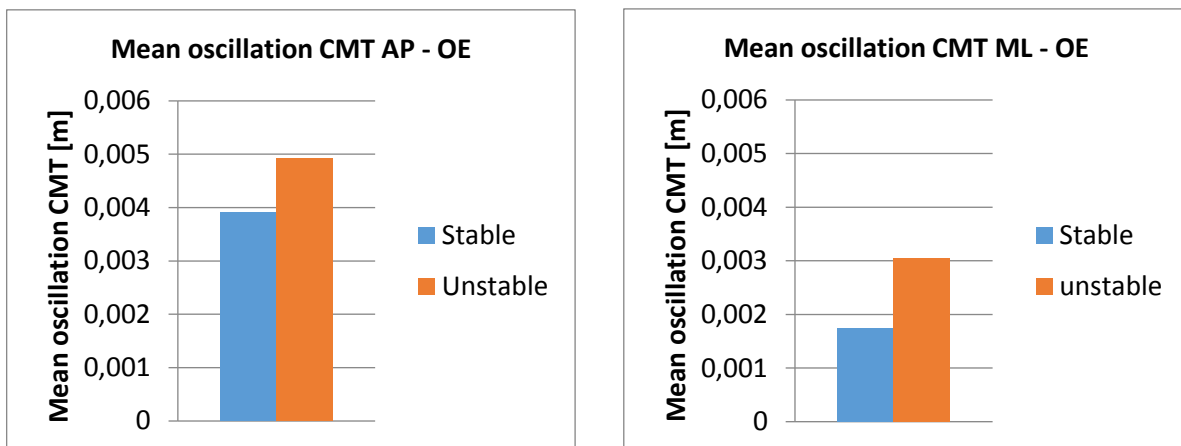 Mean oscillation CMT AP - OE
Mean oscillation CMT [m]
0,006
0,005
0,004
0,003
0,002
0,001
0
Stable
Unstable
Mean oscillation CMT ML - OE
Mean oscillation CMT [m]
0,006
0,005
0,004
0,003
0,002
0,001
0
Stable
unstable